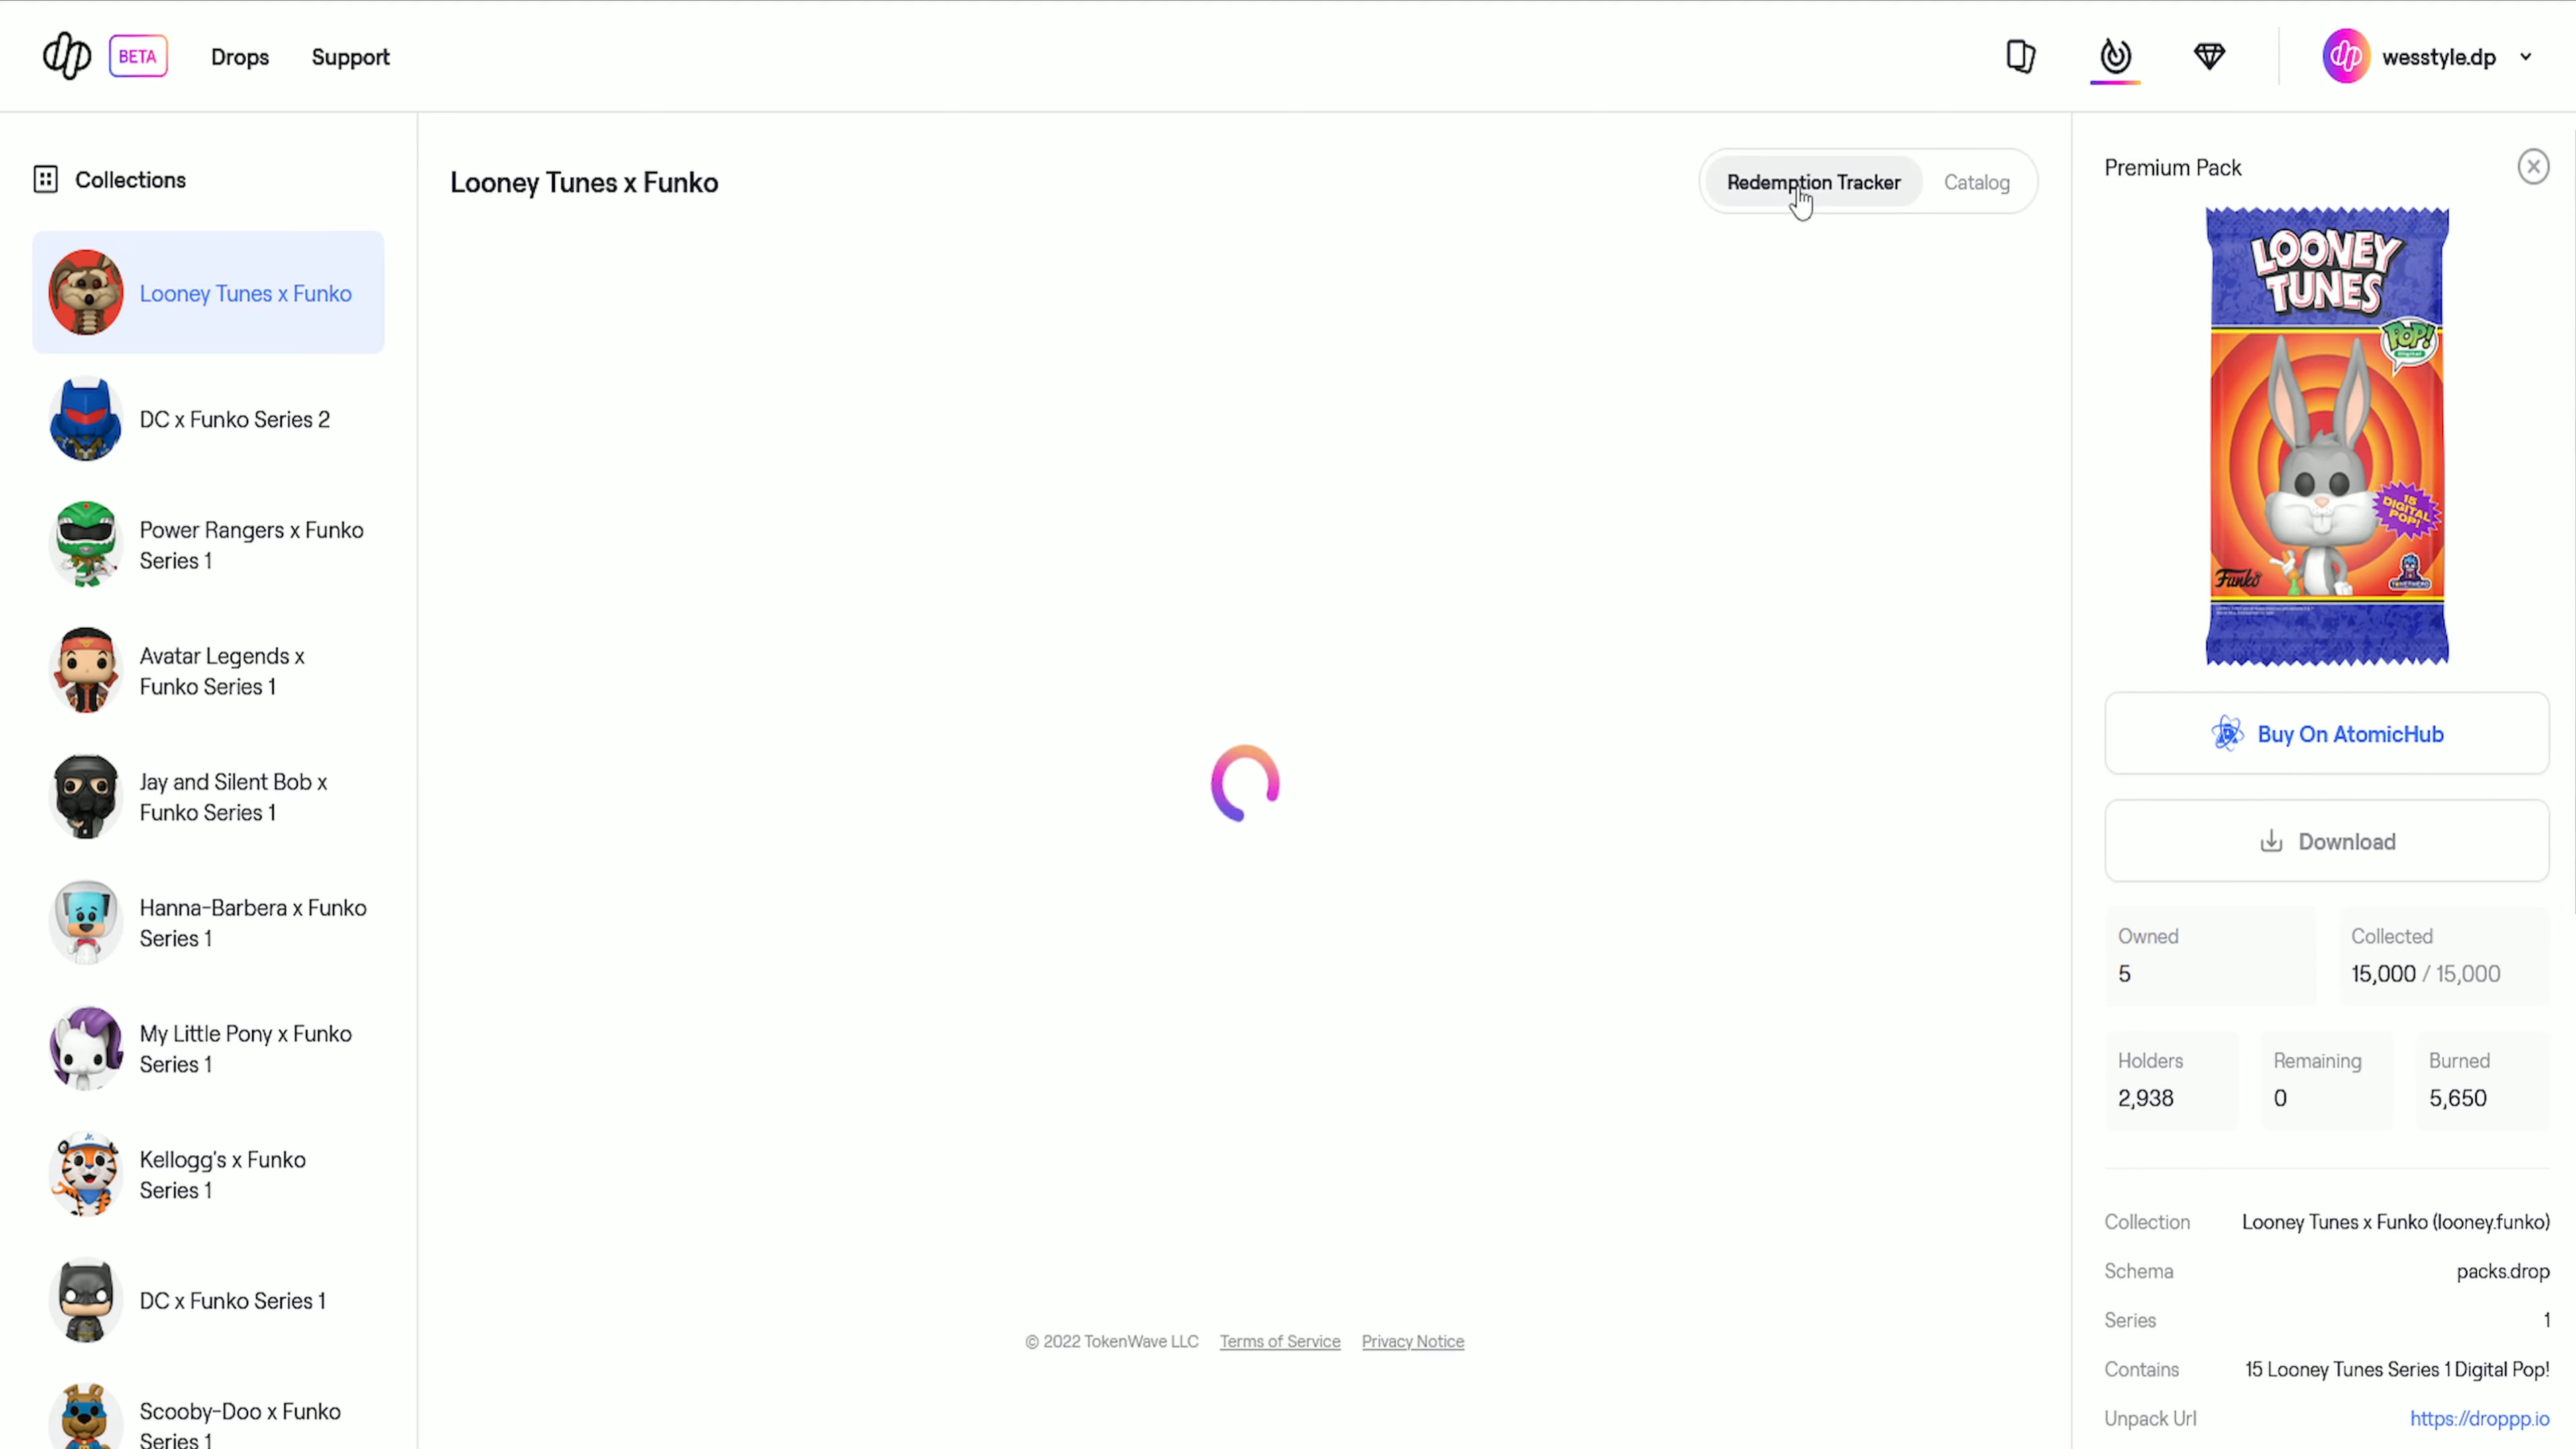 BETA
Drops
Support
wesstyle.dp
Collections
Looney Tunes x Funko
DC x Funko Series 2
Power Rangers x Funko
Series 1
Avatar Legends x
Funko Series 1
Jay and Silent Bob x
Funko Series 1
Hanna-Barbera x Funko
Series 1
My Little Pony x Funko
Series 1
Kellogg's x Funko
Series 1
DC x Funko Series 1
Scooby-Doo x Funko
Series 1
Looney Tunes x Funko
Redemption Tracker
Catalog
© 2022 TokenWave LLC
Terms of Service
Privacy Notice
Premium Pack
LOONEY
TUNES
POP!
Digital
15
DIGITAL
POP!
Funko
Buy On AtomicHub
Download
Owned
5
Collected
15,000 / 15,000
Holders
2,938
Remaining
0
Burned
5,650
Collection
Looney Tunes x Funko (looney.funko)
Schema
packs.drop
Series
1
Contains
15 Looney Tunes Series 1 Digital Pop!
Unpack Url
https://droppp.io